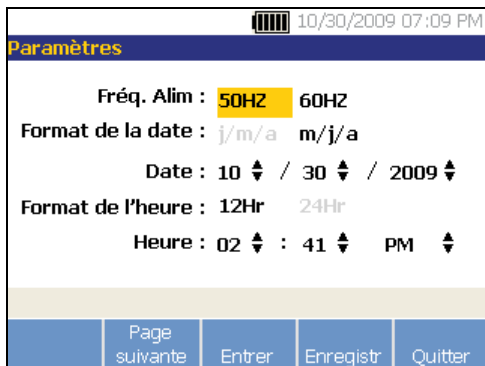 10/30/2009 07:09 PM
Paramètres
Fréq. Alim : 50HZ 60HZ
Format de la date : j/m/a m/j/a
Date : 10 / 30 / 2009
Format de l'heure : 12Hr 24Hr
Heure : 02 : 41 PM
Page suivante Entrer Enregistr Quitter